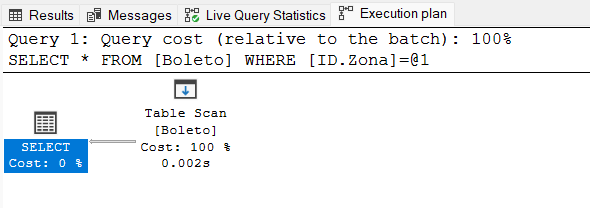 Results Messages Live Query Statistics Execution plan
Query 1: Query cost (relative to the batch): 100%
SELECT * FROM [Boleto] WHERE [ID.Zona]=@1
Table Scan
[Boleto]
Cost: 100 %
0.002s
SELECT
Cost: 0 %